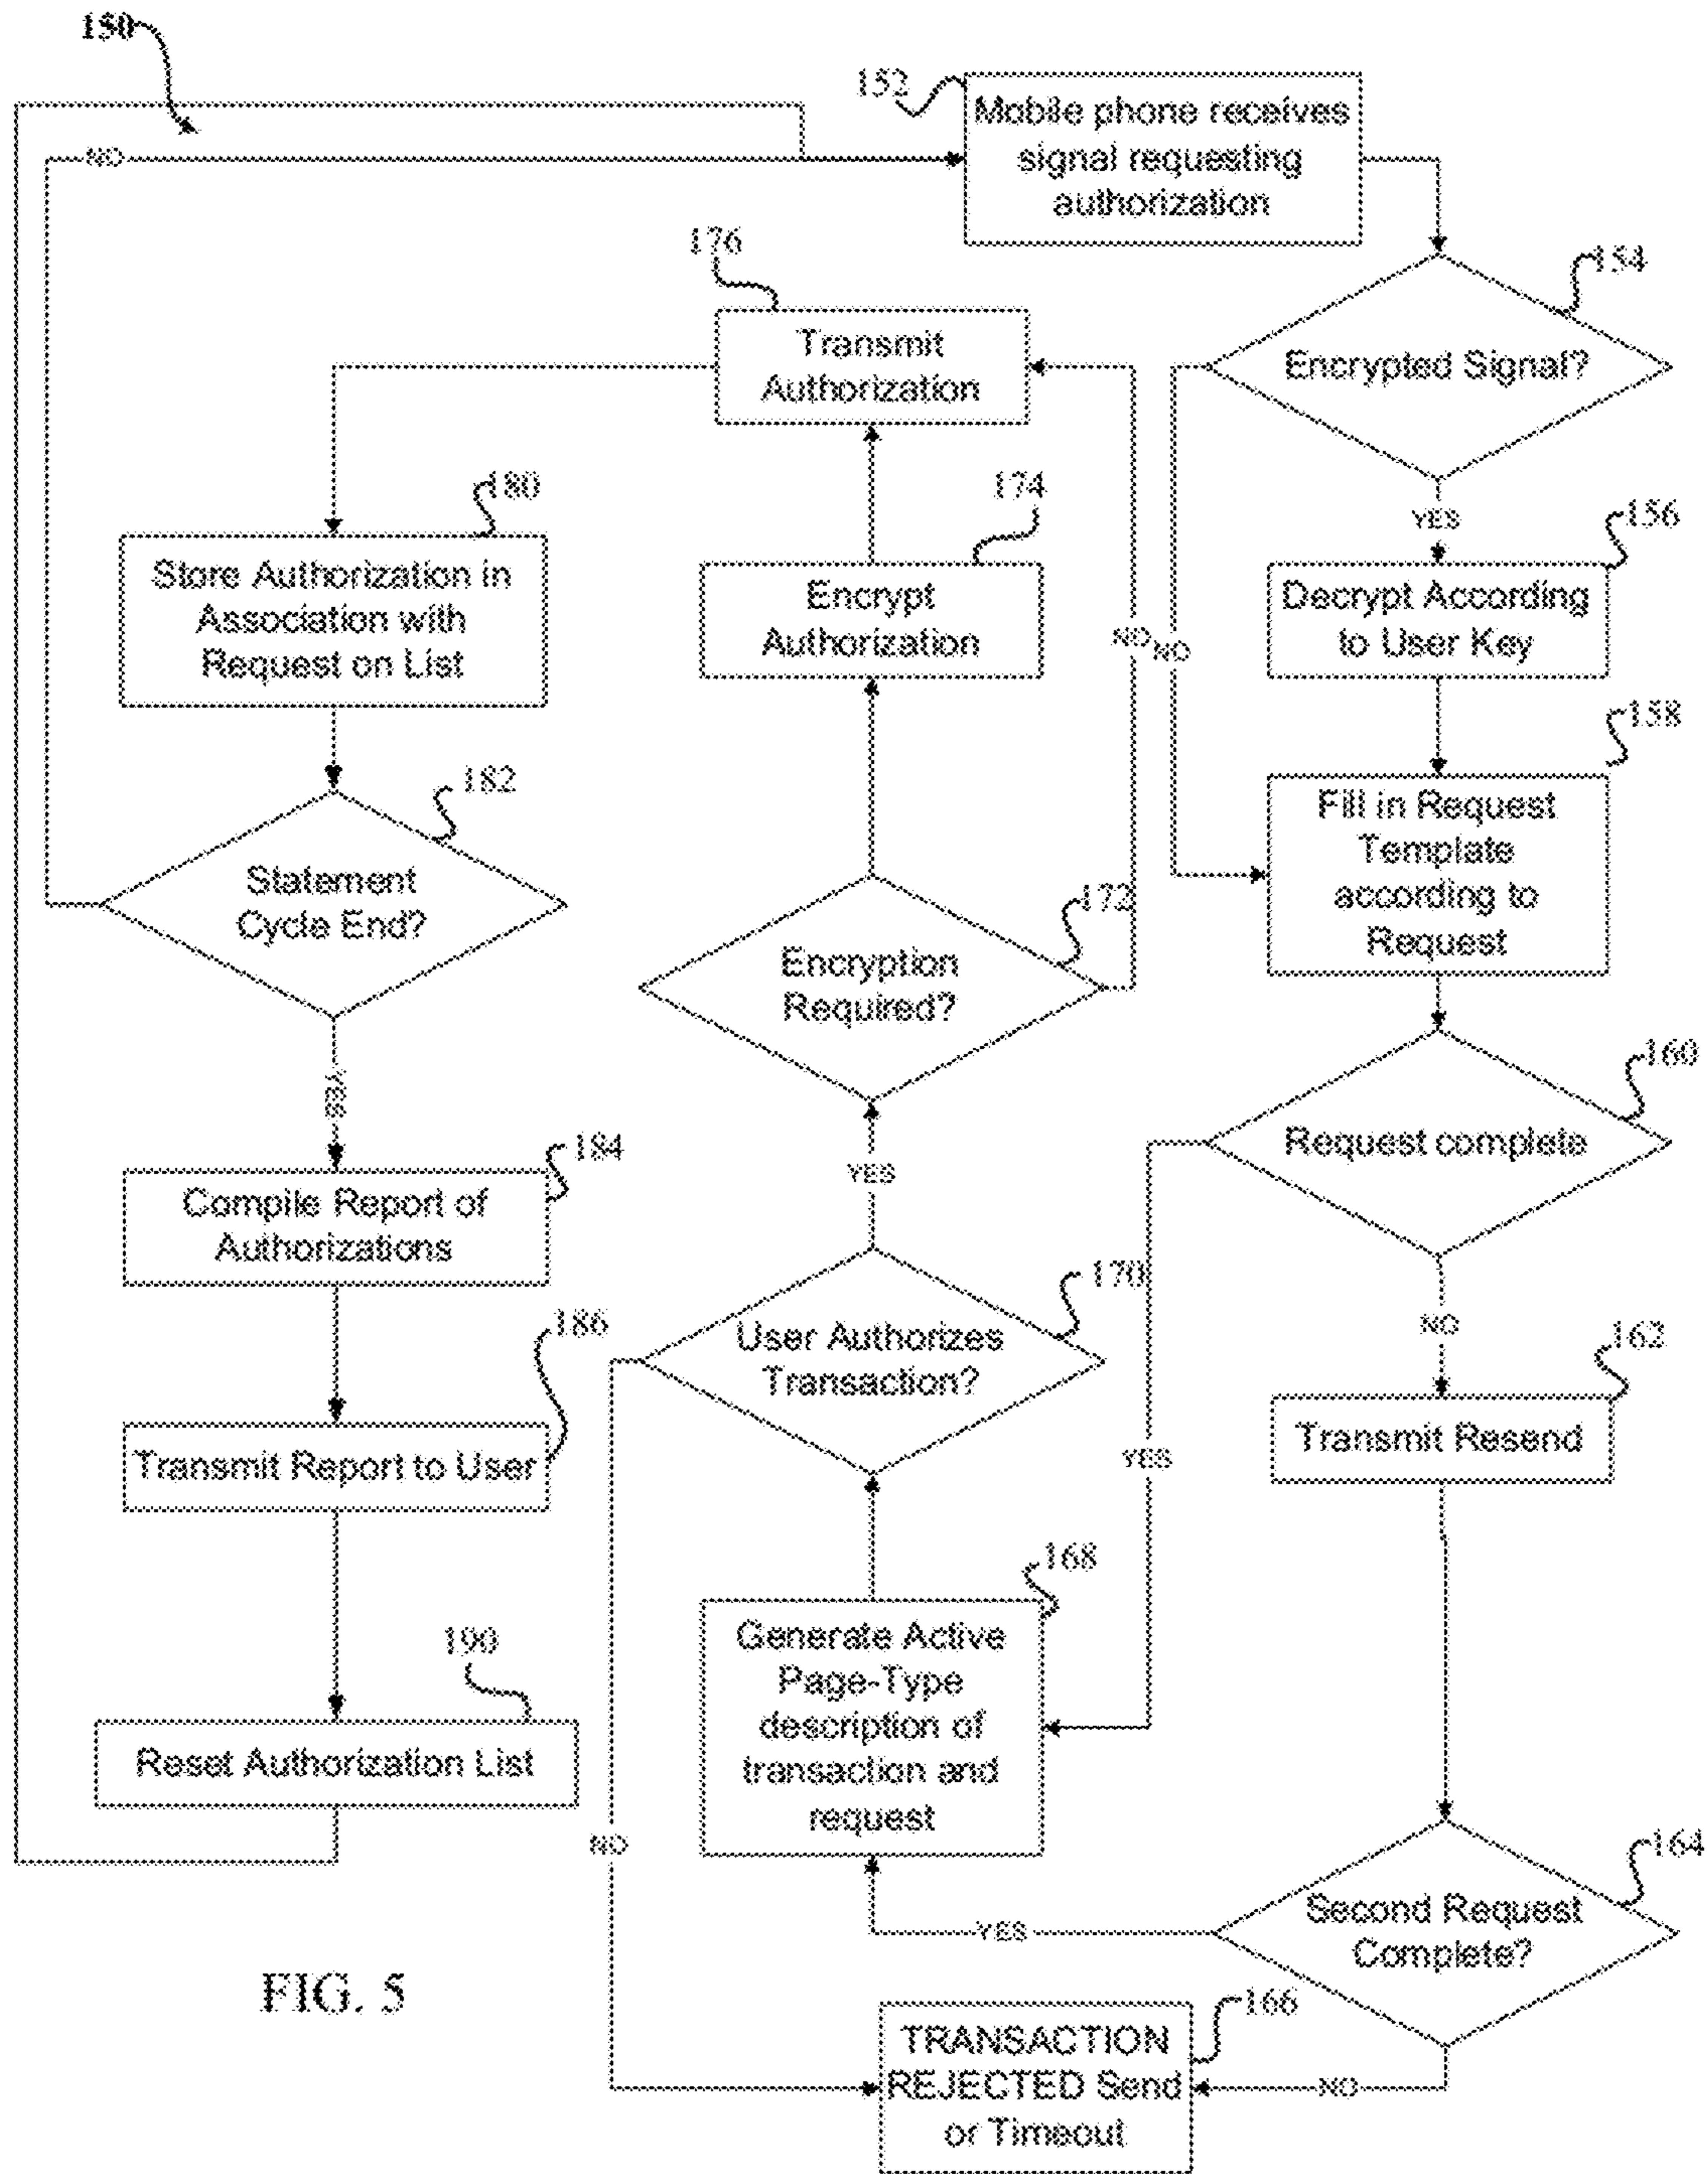 150
152
Mobile phone receives
signal requesting
authorization
NO
154
Encrypted Signal?
NO
YES
156
Decrypt According
to User Key
158
Fill in Request
Template
according to
Request
160
Request complete
YES
NO
162
Transmit Resend
164
Second Request
Complete?
YES
NO
166
TRANSACTION
REJECTED Send
or Timeout
168
Generate Active
Page-Type
description of
transaction and
request
170
User Authorizes
Transaction?
NO
YES
172
Encryption
Required?
NO
174
Encrypt
Authorization
176
Transmit
Authorization
180
Store Authorization in
Association with
Request on List
182
Statement
Cycle End?
YES
184
Compile Report of
Authorizations
186
Transmit Report to User
190
Reset Authorization List
FIG. 5